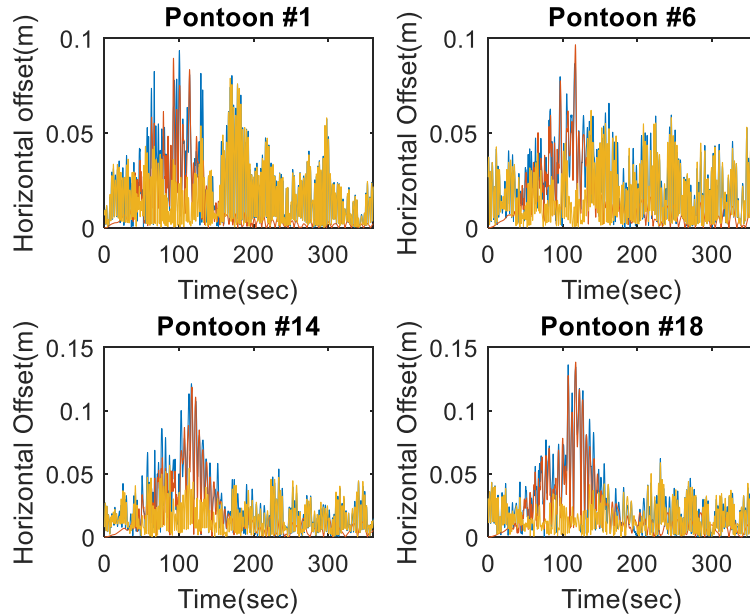 Pontoon #1
Horizontal offset(m)
0.1
0.05
0
0 100 200 300
Time(sec)
Pontoon #6
Horizontal Offset(m)
0.1
0.05
0
0 100 200 300
Time(sec)
Pontoon #14
Horizontal Offset(m)
0.15
0.1
0.05
0
0 100 200 300
Time(sec)
Pontoon #18
Horizontal Offset(m)
0.15
0.1
0.05
0
0 100 200 300
Time(sec)